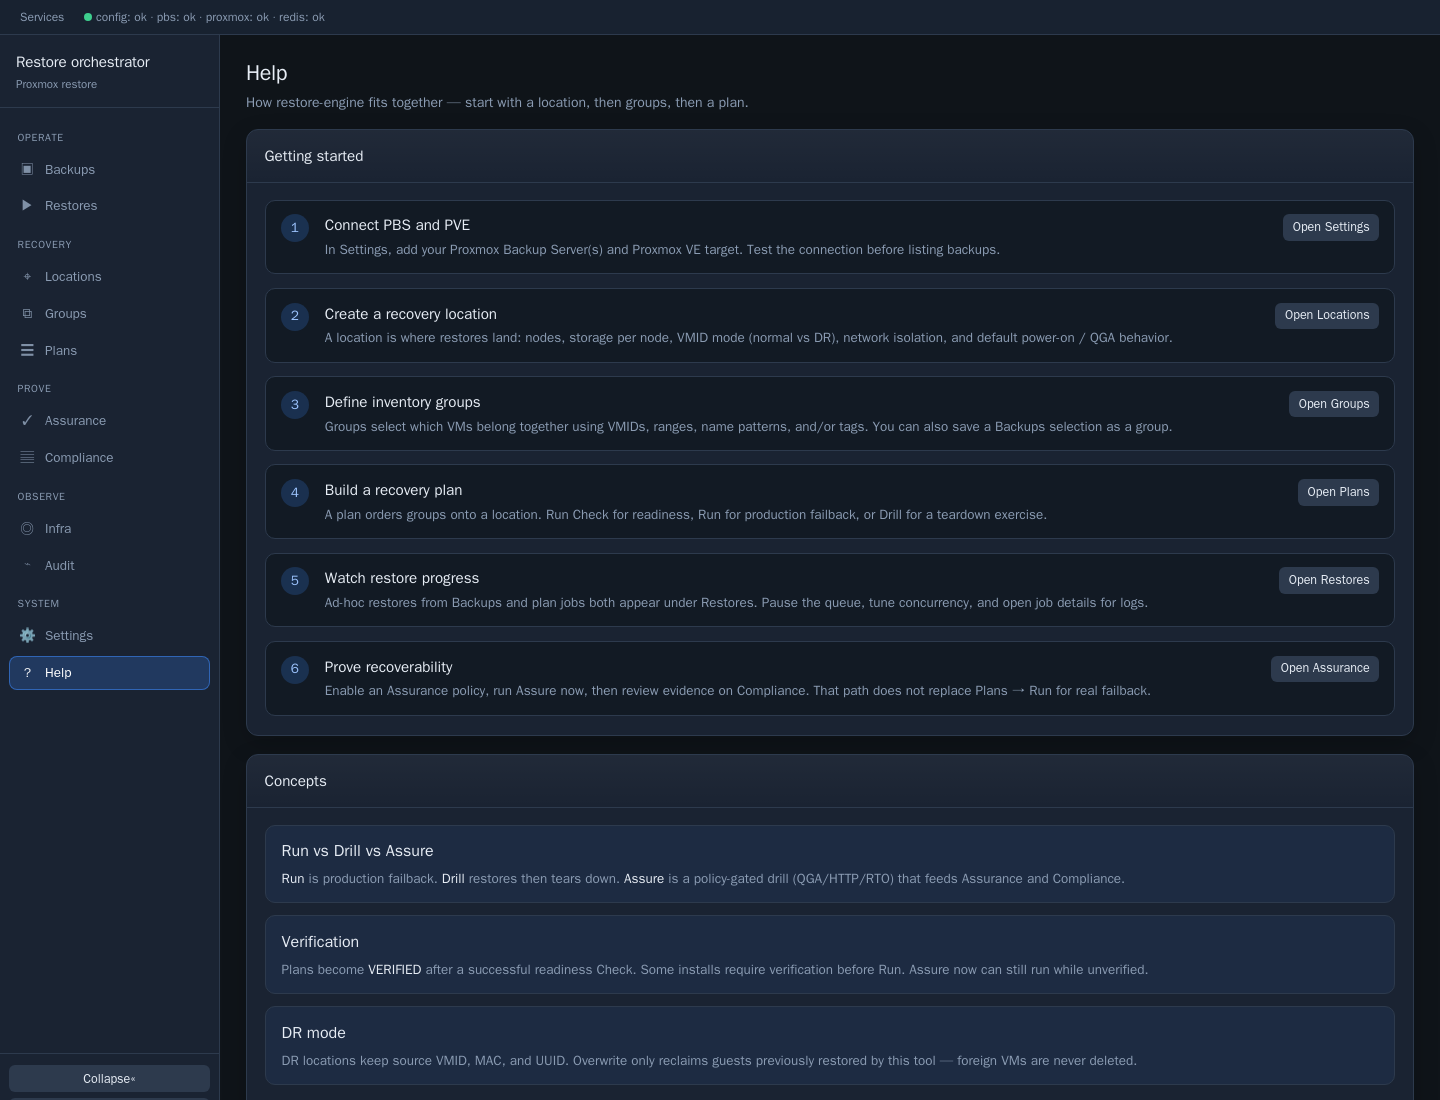 Services
config: ok · pbs: ok · proxmox: ok · redis: ok
Restore orchestrator
Proxmox restore
OPERATE
Backups
Restores
RECOVERY
Locations
Groups
Plans
PROVE
Assurance
Compliance
OBSERVE
Infra
Audit
SYSTEM
Settings
? Help
Collapse«
Help
How restore-engine fits together — start with a location, then groups, then a plan.
Getting started
1
Connect PBS and PVE
In Settings, add your Proxmox Backup Server(s) and Proxmox VE target. Test the connection before listing backups.
Open Settings
2
Create a recovery location
A location is where restores land: nodes, storage per node, VMID mode (normal vs DR), network isolation, and default power-on / QGA behavior.
Open Locations
3
Define inventory groups
Groups select which VMs belong together using VMIDs, ranges, name patterns, and/or tags. You can also save a Backups selection as a group.
Open Groups
4
Build a recovery plan
A plan orders groups onto a location. Run Check for readiness, Run for production failback, or Drill for a teardown exercise.
Open Plans
5
Watch restore progress
Ad-hoc restores from Backups and plan jobs both appear under Restores. Pause the queue, tune concurrency, and open job details for logs.
Open Restores
6
Prove recoverability
Enable an Assurance policy, run Assure now, then review evidence on Compliance. That path does not replace Plans → Run for real failback.
Open Assurance
Concepts
Run vs Drill vs Assure
Run is production failback. Drill restores then tears down. Assure is a policy-gated drill (QGA/HTTP/RTO) that feeds Assurance and Compliance.
Verification
Plans become VERIFIED after a successful readiness Check. Some installs require verification before Run. Assure now can still run while unverified.
DR mode
DR locations keep source VMID, MAC, and UUID. Overwrite only reclaims guests previously restored by this tool — foreign VMs are never deleted.